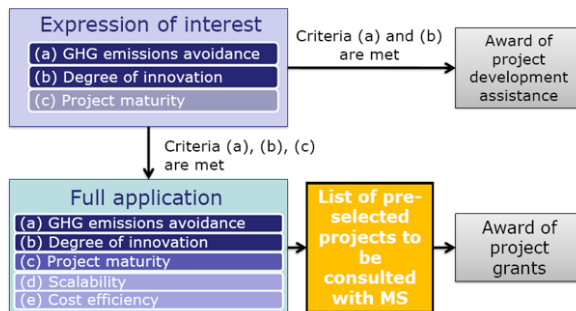 Expression of interest
(a) GHG emissions avoidance
(b) Degree of innovation
(c) Project maturity
Criteria (a) and (b)
are met
Award of
project
development
assistance
Criteria (a), (b), (c)
are met
Full application
(a) GHG emissions avoidance
(b) Degree of innovation
(c) Project maturity
(d) Scalability
(e) Cost efficiency
List of pre-
selected
projects to
be
consulted
with MS
Award of
project
grants